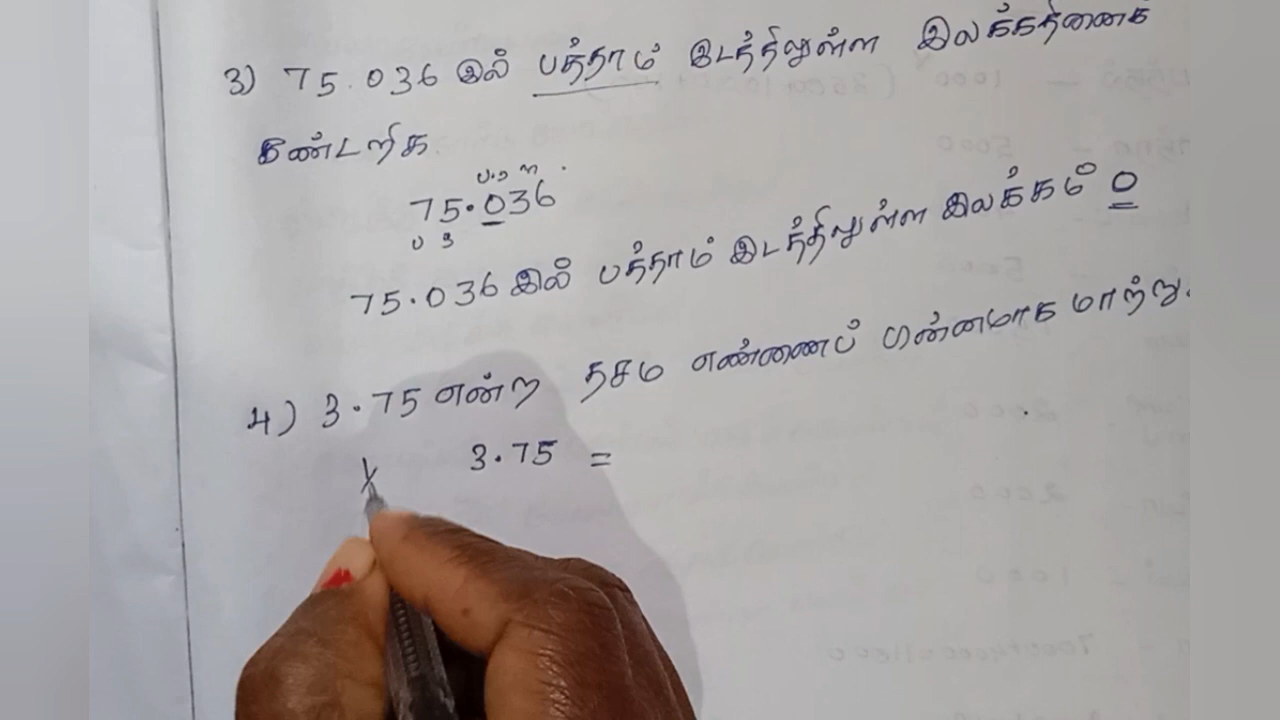 3) 75.036 இல் பத்தாம் இடத்திலுள்ள இலக்கத்தினைக்
கண்டறிக
75.036
75.036 இல் பத்தாம் இடத்திலுள்ள இலக்கம் 0
4) 3.75 என்ற தசம எண்ணைப் பின்னமாக மாற்று.
3.75 =